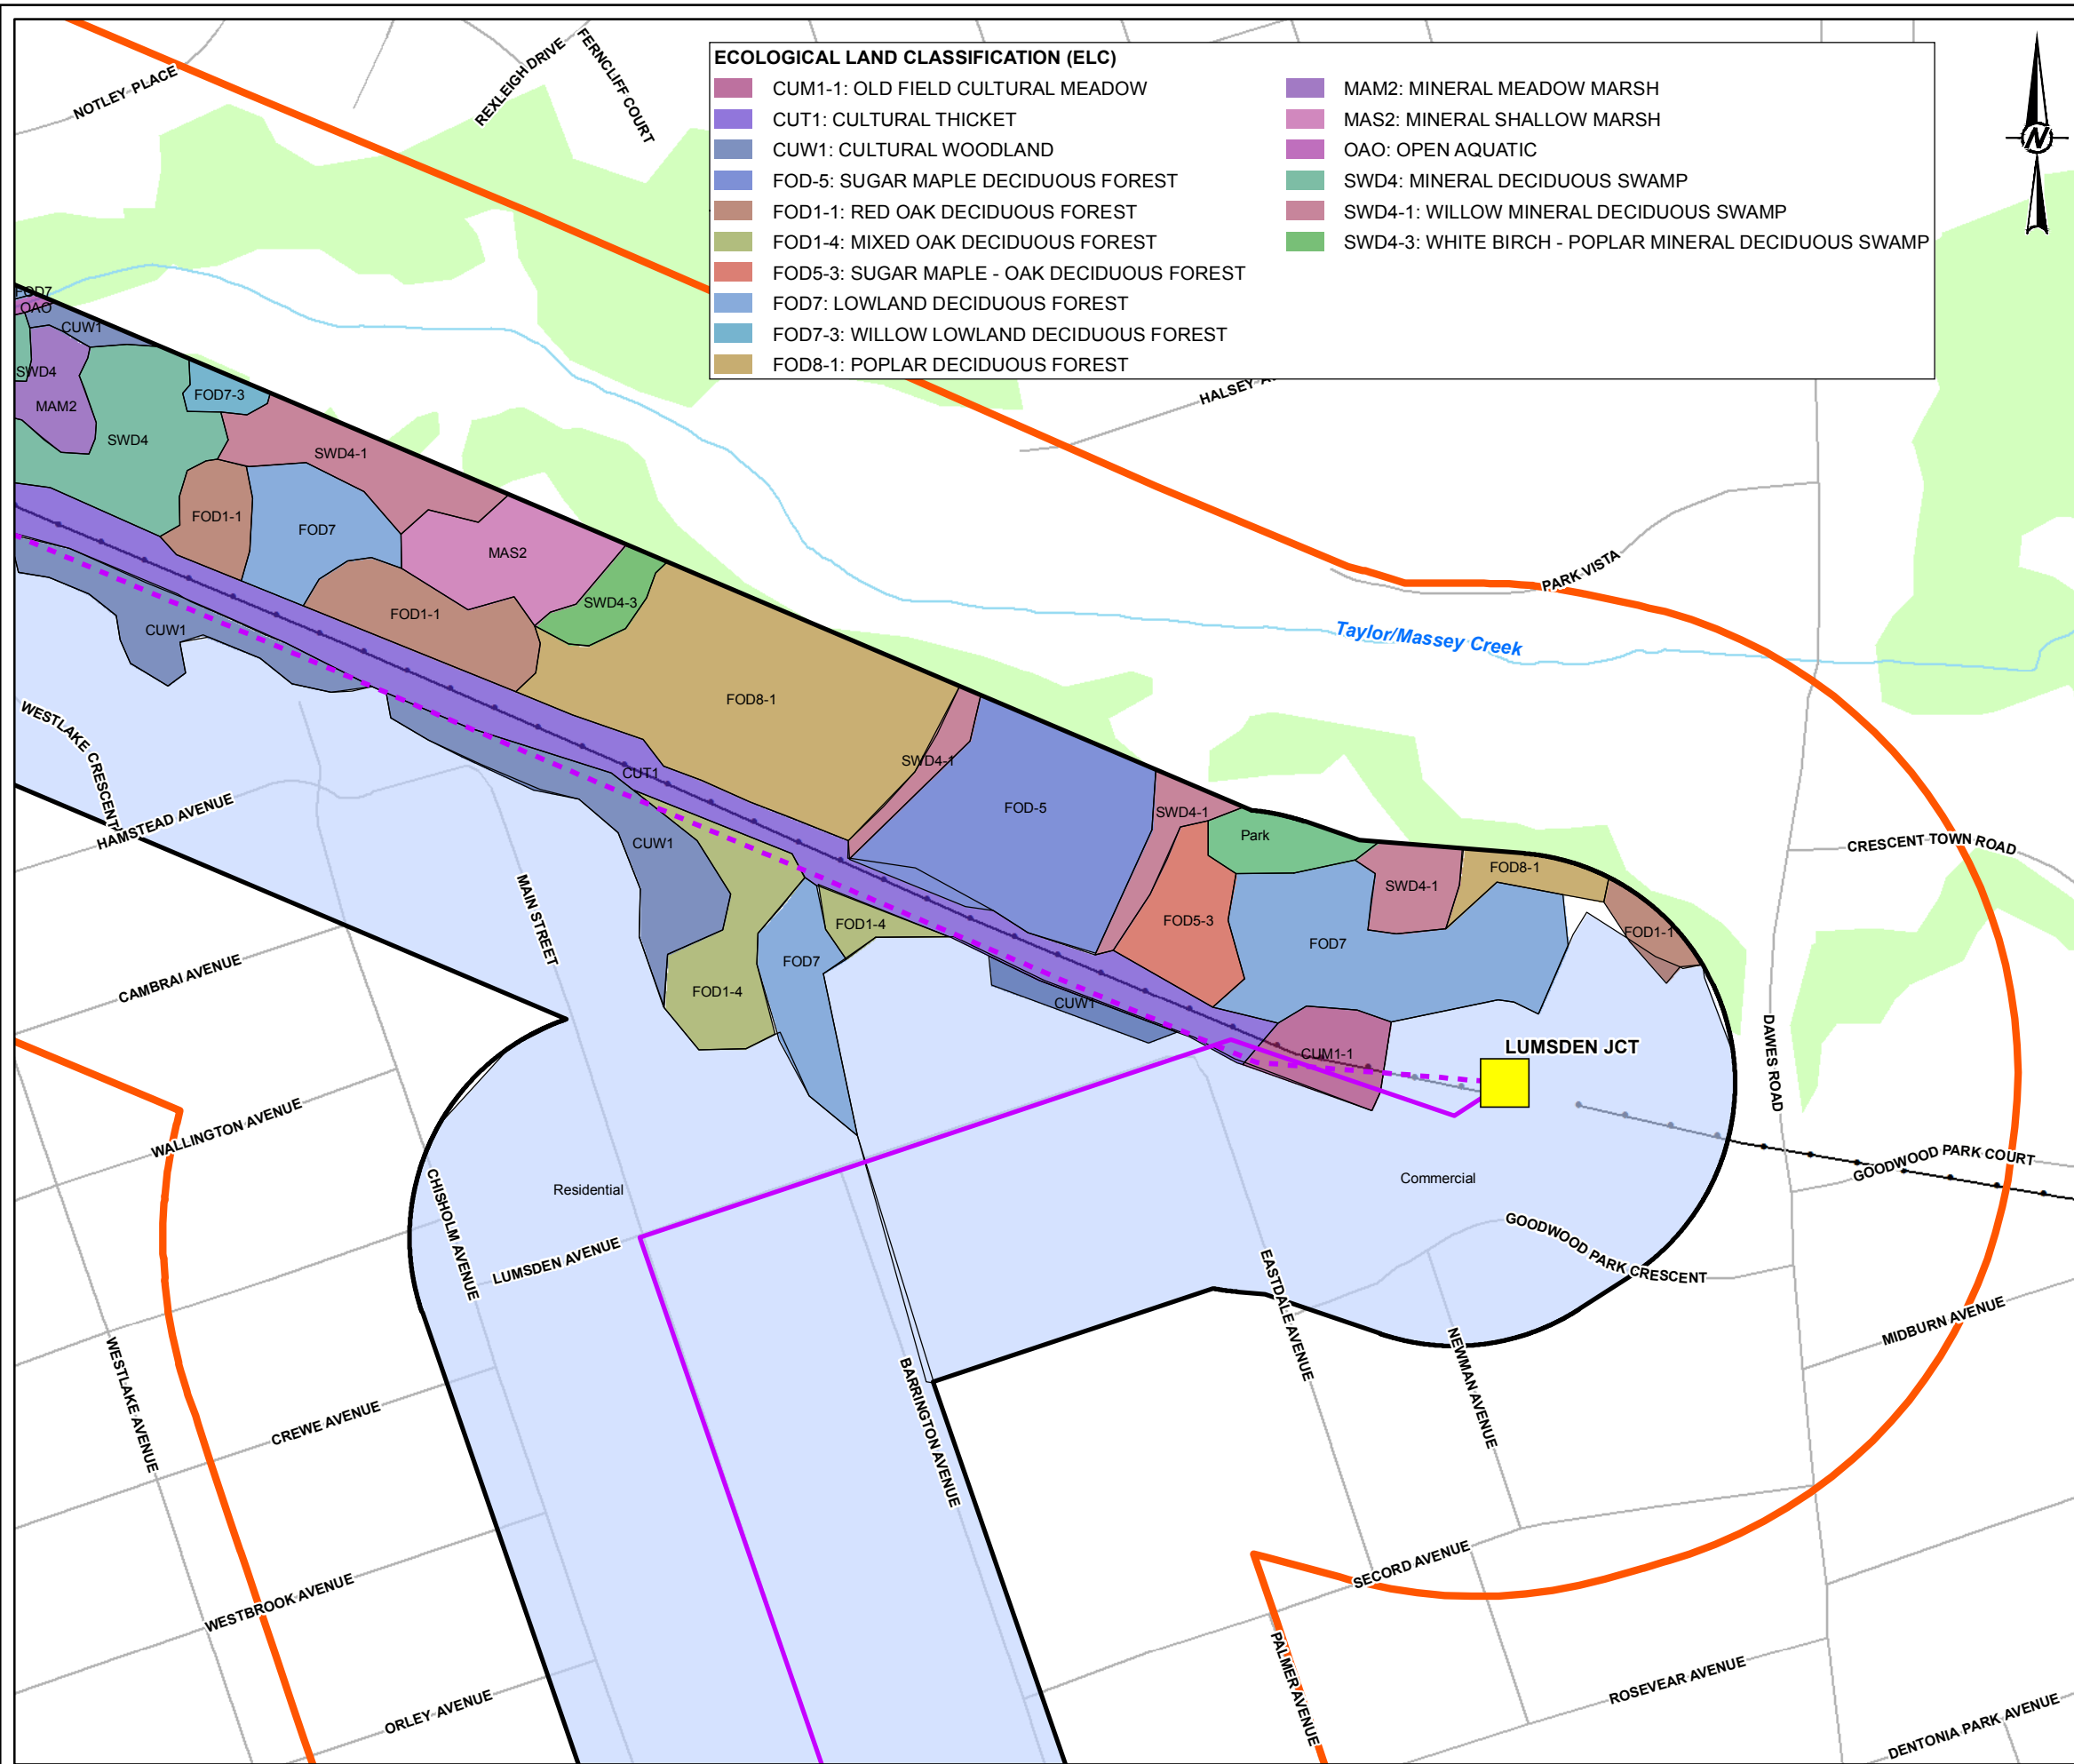 ECOLOGICAL LAND CLASSIFICATION (ELC)
CUM1-1: OLD FIELD CULTURAL MEADOW
CUT1: CULTURAL THICKET
CUW1: CULTURAL WOODLAND
FOD-5: SUGAR MAPLE DECIDUOUS FOREST
FOD1-1: RED OAK DECIDUOUS FOREST
FOD1-4: MIXED OAK DECIDUOUS FOREST
FOD5-3: SUGAR MAPLE - OAK DECIDUOUS FOREST
FOD7: LOWLAND DECIDUOUS FOREST
FOD7-3: WILLOW LOWLAND DECIDUOUS FOREST
FOD8-1: POPLAR DECIDUOUS FOREST
MAM2: MINERAL MEADOW MARSH
MAS2: MINERAL SHALLOW MARSH
OAO: OPEN AQUATIC
SWD4: MINERAL DECIDUOUS SWAMP
SWD4-1: WILLOW MINERAL DECIDUOUS SWAMP
SWD4-3: WHITE BIRCH - POPLAR MINERAL DECIDUOUS SWAMP
N
NOTLEY PLACE
REXLEIGH DRIVE
FERNCLIFF COURT
HALSEY
PARK VISTA
Taylor/Massey Creek
FOD7
OAO
CUW1
SWD4
MAM2
SWD4
FOD7-3
SWD4-1
FOD1-1
FOD7
MAS2
SWD4-3
FOD1-1
CUW1
FOD8-1
CUT1
SWD4-1
FOD-5
SWD4-1
Park
CUW1
FOD1-4
FOD5-3
SWD4-1
FOD8-1
FOD1-1
FOD7
FOD7
FOD1-4
CUW1
CUM1-1
LUMSDEN JCT
WESTLAKE CRESCENT
HAMSTEAD AVENUE
MAIN STREET
CAMBRAI AVENUE
WALLINGTON AVENUE
CHISHOLM AVENUE
Residential
LUMSDEN AVENUE
Commercial
CRESCENT TOWN ROAD
DAWES ROAD
GOODWOOD PARK COURT
GOODWOOD PARK CRESCENT
EASTDALE AVENUE
NEWMAN AVENUE
MIDBURN AVENUE
BARRINGTON AVENUE
WESTLAKE AVENUE
CREWE AVENUE
WESTBROOK AVENUE
ORLEY AVENUE
SECORD AVENUE
PALMER AVENUE
ROSEVEAR AVENUE
DENTONIA PARK AVENUE